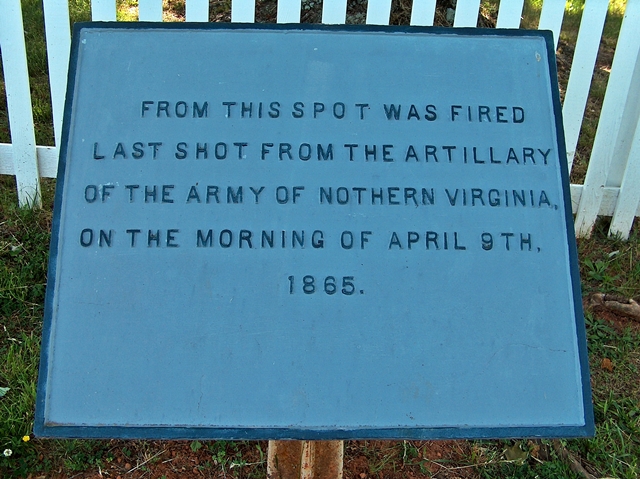 FROM THIS SPOT WAS FIRED
LAST SHOT FROM THE ARTILLARY
OF THE ARMY OF NOTHERN VIRGINIA,
ON THE MORNING OF APRIL 9TH,
1865.